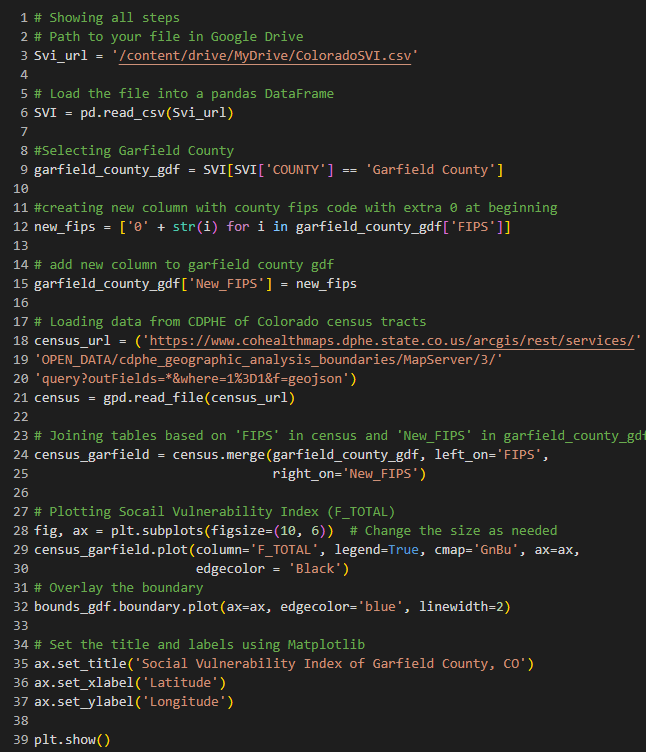 1 # Showing all steps
2 # Path to your file in Google Drive
3 Svi_url = '/content/drive/MyDrive/ColoradoSVI.csv'
4
5 # Load the file into a pandas DataFrame
6 SVI = pd.read_csv(Svi_url)
7
8 #Selecting Garfield County
9 garfield_county_gdf = SVI[SVI['COUNTY'] == 'Garfield County']
10
11 #creating new column with county fips code with extra 0 at beginning
12 new_fips = ['0' + str(i) for i in garfield_county_gdf['FIPS']]
13
14 # add new column to garfield county gdf
15 garfield_county_gdf['New_FIPS'] = new_fips
16
17 # Loading data from CDPHE of Colorado census tracts
18 census_url = ('https://www.cohealthmaps.dphe.state.co.us/arcgis/rest/services/'
19 'OPEN_DATA/cdphe_geographic_analysis_boundaries/MapServer/3/'
20 'query?outFields=*&where=1%3D1&f=geojson')
21 census = gpd.read_file(census_url)
22
23 # Joining tables based on 'FIPS' in census and 'New_FIPS' in garfield_county_gdf
24 census_garfield = census.merge(garfield_county_gdf, left_on='FIPS',
25                               right_on='New_FIPS')
26
27 # Plotting Socail Vulnerability Index (F_TOTAL)
28 fig, ax = plt.subplots(figsize=(10, 6))  # Change the size as needed
29 census_garfield.plot(column='F_TOTAL', legend=True, cmap='GnBu', ax=ax,
30                     edgecolor = 'Black')
31 # Overlay the boundary
32 bounds_gdf.boundary.plot(ax=ax, edgecolor='blue', linewidth=2)
33
34 # Set the title and labels using Matplotlib
35 ax.set_title('Social Vulnerability Index of Garfield County, CO')
36 ax.set_xlabel('Latitude')
37 ax.set_ylabel('Longitude')
38
39 plt.show()